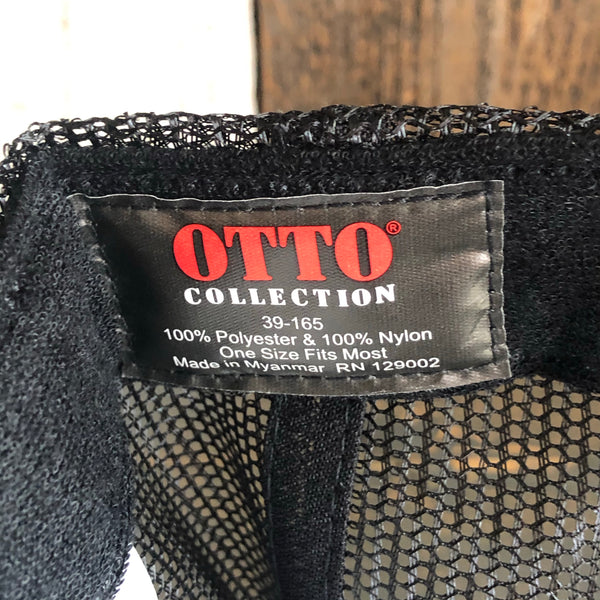 OTTO®
COLLECTION
39-165
100% Polyester & 100% Nylon
One Size Fits Most
Made in Myanmar RN 129002